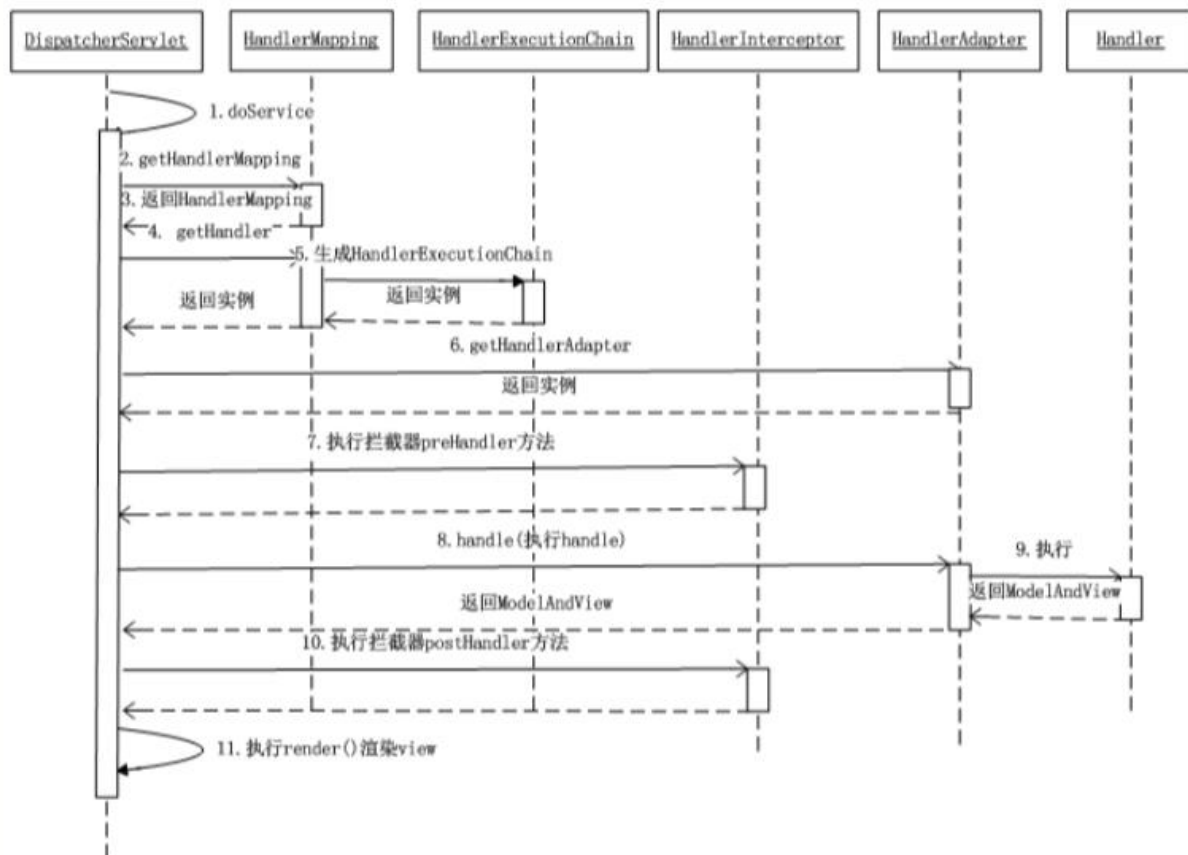 DispatcherServlet
HandlerMapping
HandlerExecutionChain
HandlerInterceptor
HandlerAdapter
Handler
1.doService
2.getHandlerMapping
3.返回HandlerMapping
4. getHandler
5.生成HandlerExecutionChain
返回实例
返回实例
6.getHandlerAdapter
返回实例
7.执行拦截器preHandler方法
8.handle(执行handle)
9.执行
返回ModelAndView
返回ModelAndView
10.执行拦截器postHandler方法
11.执行render()渲染view